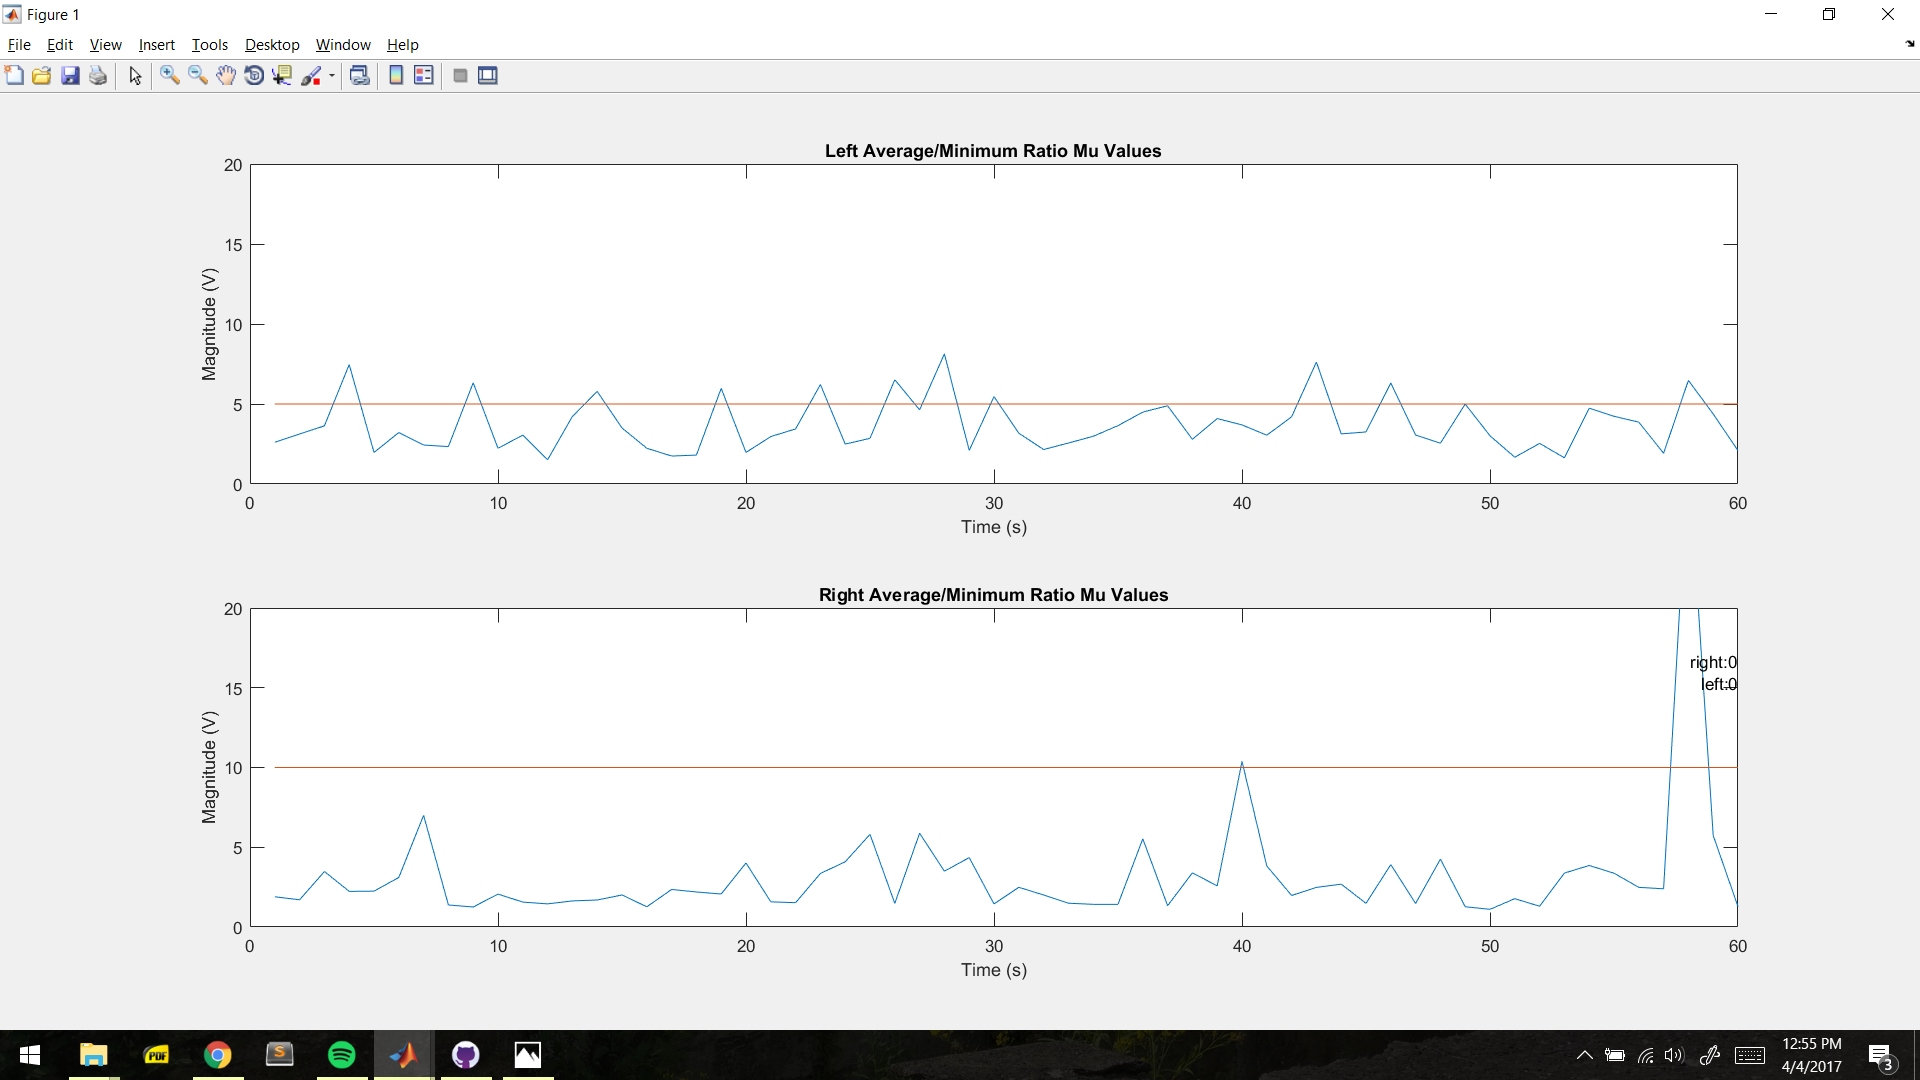 Figure 1
File Edit View Insert Tools Desktop Window Help
Left Average/Minimum Ratio Mu Values
20
15
10
5
0
Magnitude (V)
0 10 20 30 40 50 60
Time (s)
Right Average/Minimum Ratio Mu Values
20
15
10
5
0
Magnitude (V)
right:0
left:0
0 10 20 30 40 50 60
Time (s)
PDF
S
12:55 PM
4/4/2017
3